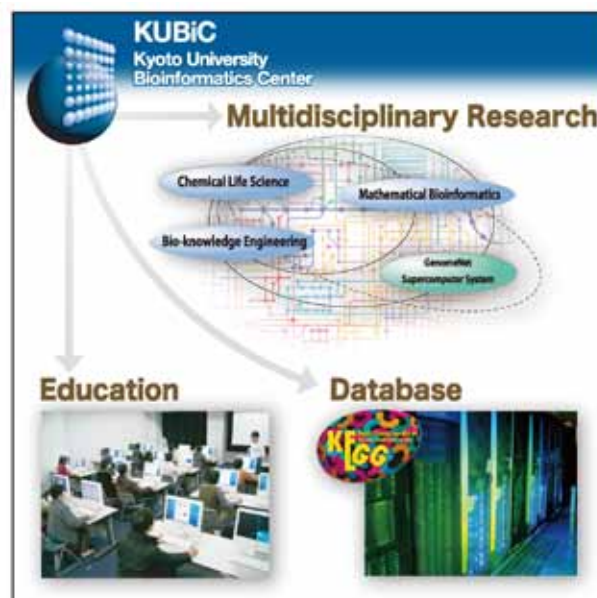 KUBiC
Kyoto University
Bioinformatics Center
Multidisciplinary Research
Chemical Life Science
Mathematical Bioinformatics
Bio-knowledge Engineering
GenomeNet
Supercomputer System
Education
Database
KEGG